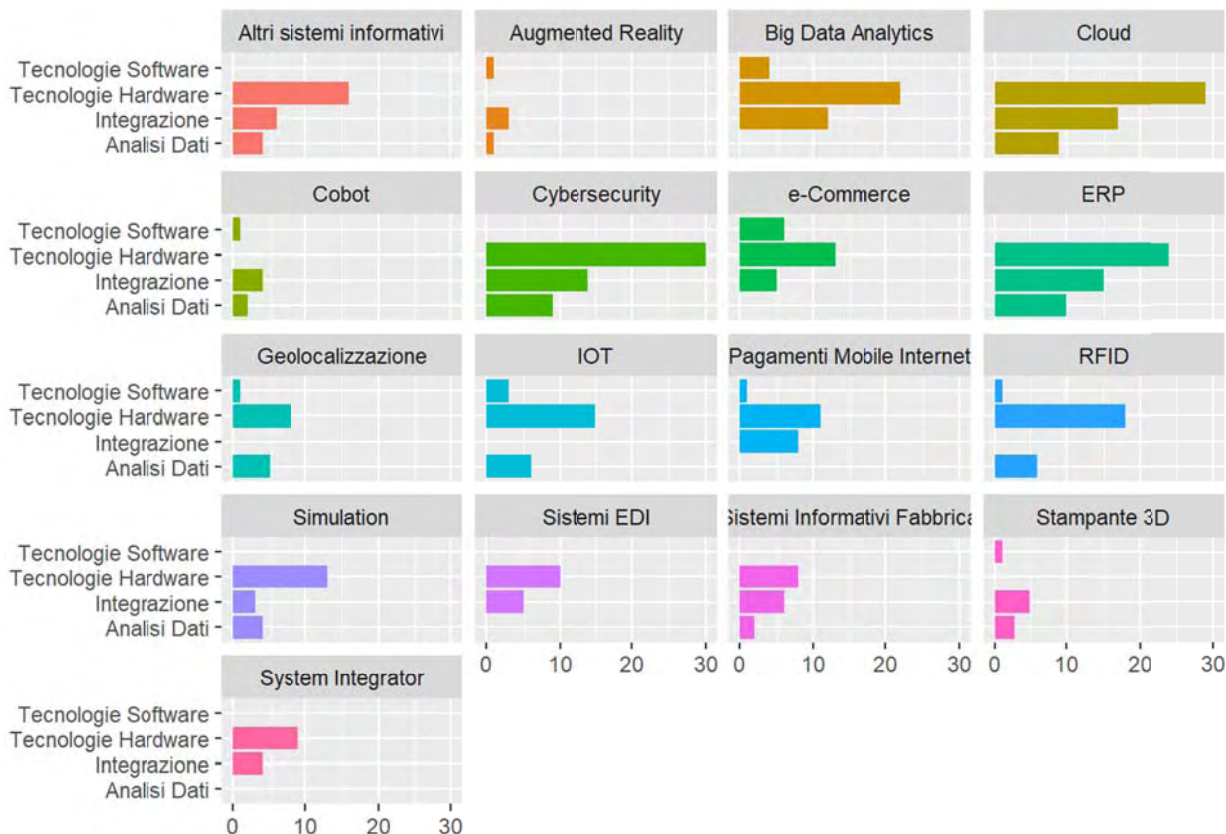 Altri sistemi informativi Augmented Reality Big Data Analytics Cloud
Tecnologie Software
Tecnologie Hardware
Integrazione
Analisi Dati
Cobot Cybersecurity e-Commerce ERP
Tecnologie Software
Tecnologie Hardware
Integrazione
Analisi Dati
Geolocalizzazione IOT Pagamenti Mobile Internet RFID
Tecnologie Software
Tecnologie Hardware
Integrazione
Analisi Dati
Simulation Sistemi EDI Sistemi Informativi Fabbrica Stampante 3D
Tecnologie Software
Tecnologie Hardware
Integrazione
Analisi Dati
0 10 20 30 0 10 20 30 0 10 20 30
System Integrator
Tecnologie Software
Tecnologie Hardware
Integrazione
Analisi Dati
0 10 20 30